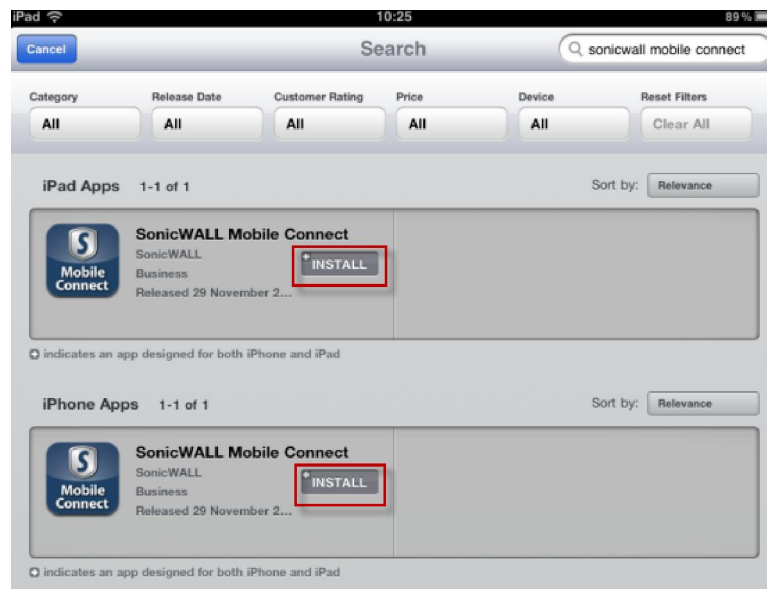 iPad 10:25 89%
Cancel Search sonicwall mobile connect
Category Release Date Customer Rating Price Device Reset Filters
All All All All All Clear All
iPad Apps 1-1 of 1 Sort by: Relevance
S
Mobile
Connect
SonicWALL Mobile Connect
SonicWALL
Business
Released 29 November 2...
INSTALL
indicates an app designed for both iPhone and iPad
iPhone Apps 1-1 of 1 Sort by: Relevance
S
Mobile
Connect
SonicWALL Mobile Connect
SonicWALL
Business
Released 29 November 2...
INSTALL
indicates an app designed for both iPhone and iPad